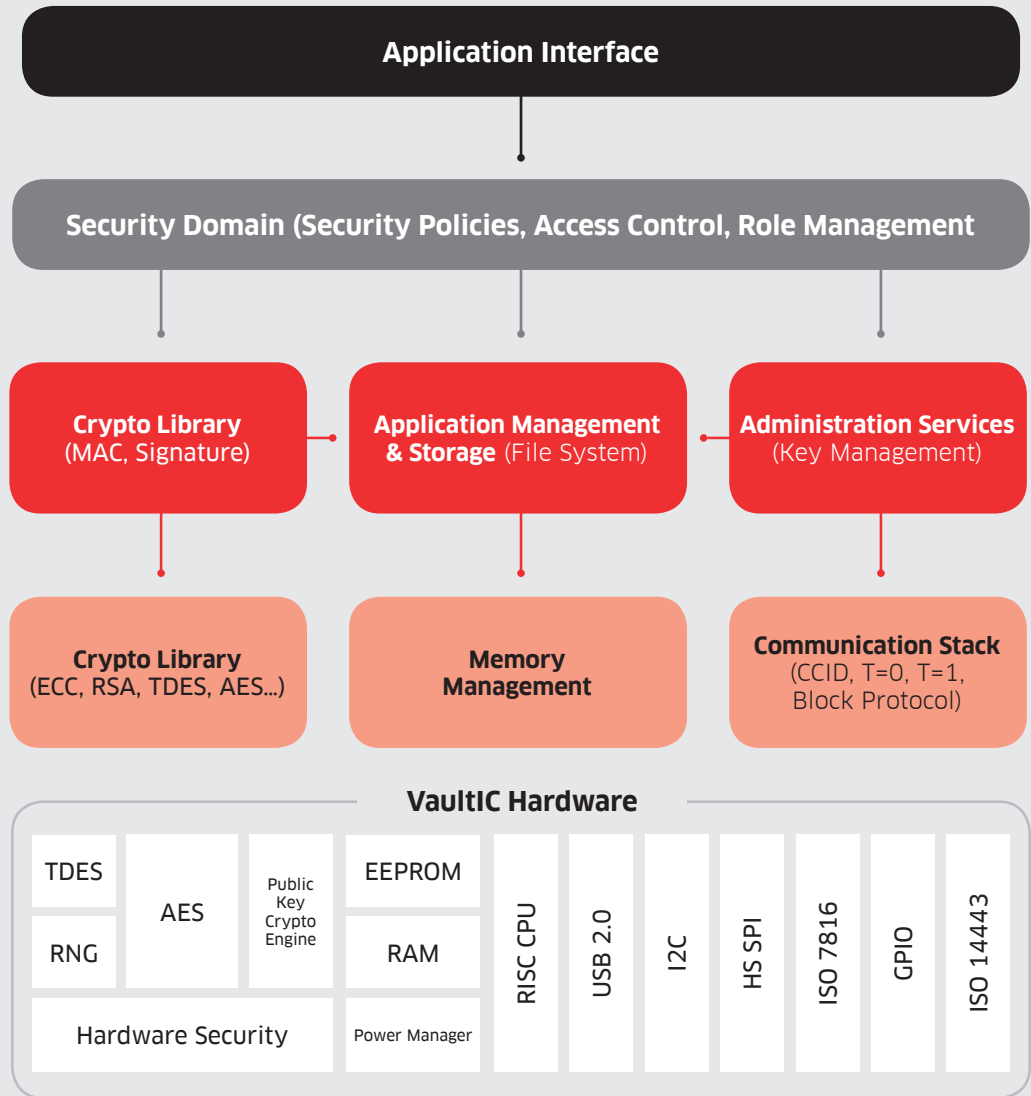 Application Interface
Security Domain (Security Policies, Access Control, Role Management
Crypto Library
(MAC, Signature)
Application Management
& Storage (File System)
Administration Services
(Key Management)
Crypto Library
(ECC, RSA, TDES, AES...)
Memory
Management
Communication Stack
(CCID, T=0, T=1,
Block Protocol)
VaultIC Hardware
TDES
RNG
AES
Public
Key
Crypto
Engine
Hardware Security
EEPROM
RAM
Power Manager
RISC CPU
USB 2.0
I2C
HS SPI
ISO 7816
GPIO
ISO 14443